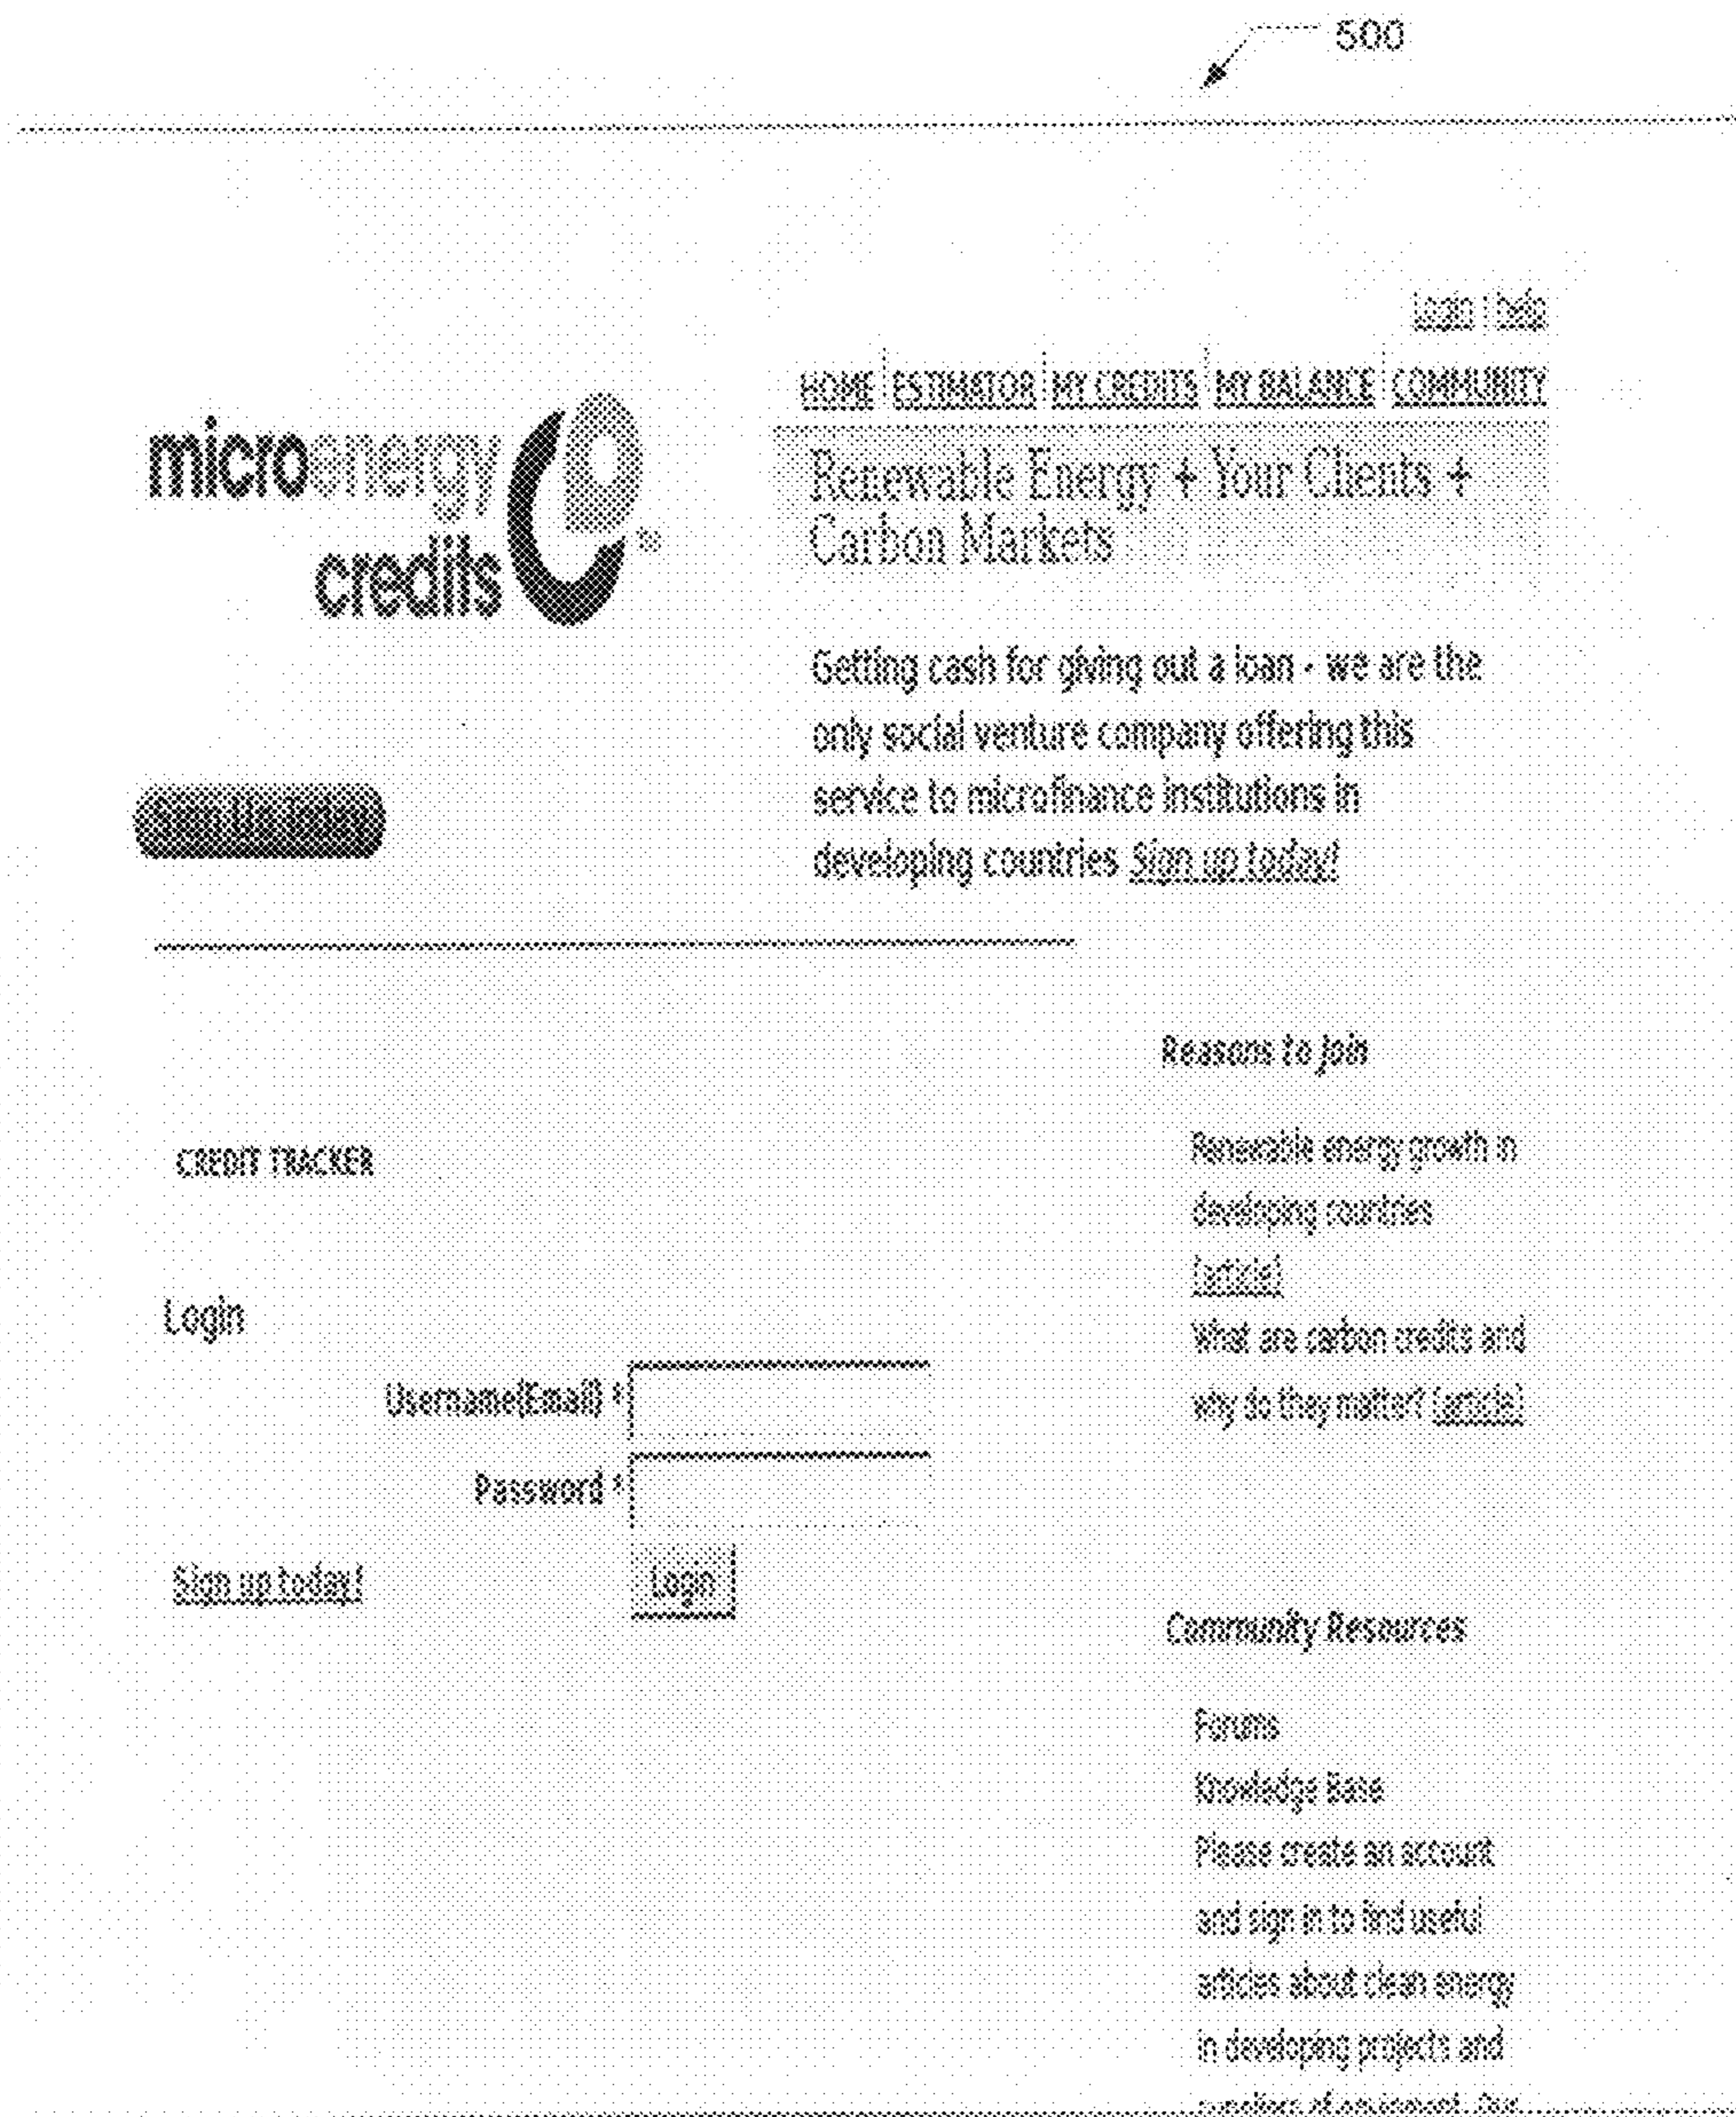 500
Login | help
HOME ESTIMATOR MY CREDITS MY BALANCE COMMUNITY
microenergy
credits
Renewable Energy + Your Clients +
Carbon Markets
Getting cash for giving out a loan - we are the
only social venture company offering this
service to microfinance institutions in
developing countries Sign up today!
Sign Up Today
Reasons to Join
Renewable energy growth in
developing countries
[article]
What are carbon credits and
why do they matter? [article]
CREDIT TRACKER
Login
Username(Email) *
Password *
Sign up today!
Login
Community Resources
Forums
Knowledge Base
Please create an account
and sign in to find useful
articles about clean energy
in developing projects and